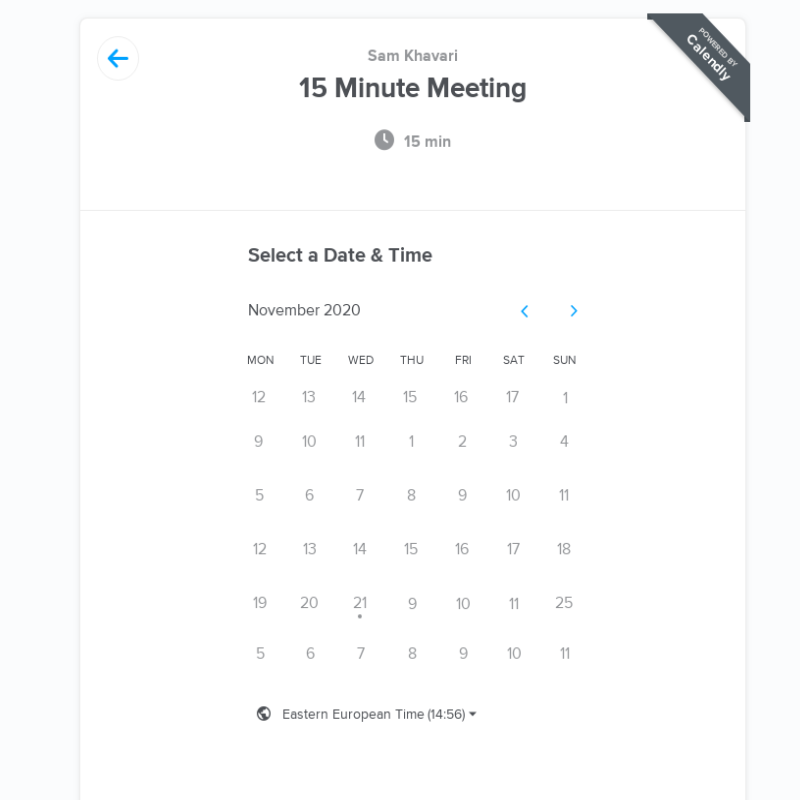 POWERED BY
Calendly
Sam Khavari
15 Minute Meeting
15 min
Select a Date & Time
November 2020
MON TUE WED THU FRI SAT SUN
12 13 14 15 16 17 1
9 10 11 1 2 3 4
5 6 7 8 9 10 11
12 13 14 15 16 17 18
19 20 21 9 10 11 25
5 6 7 8 9 10 11
Eastern European Time (14:56)